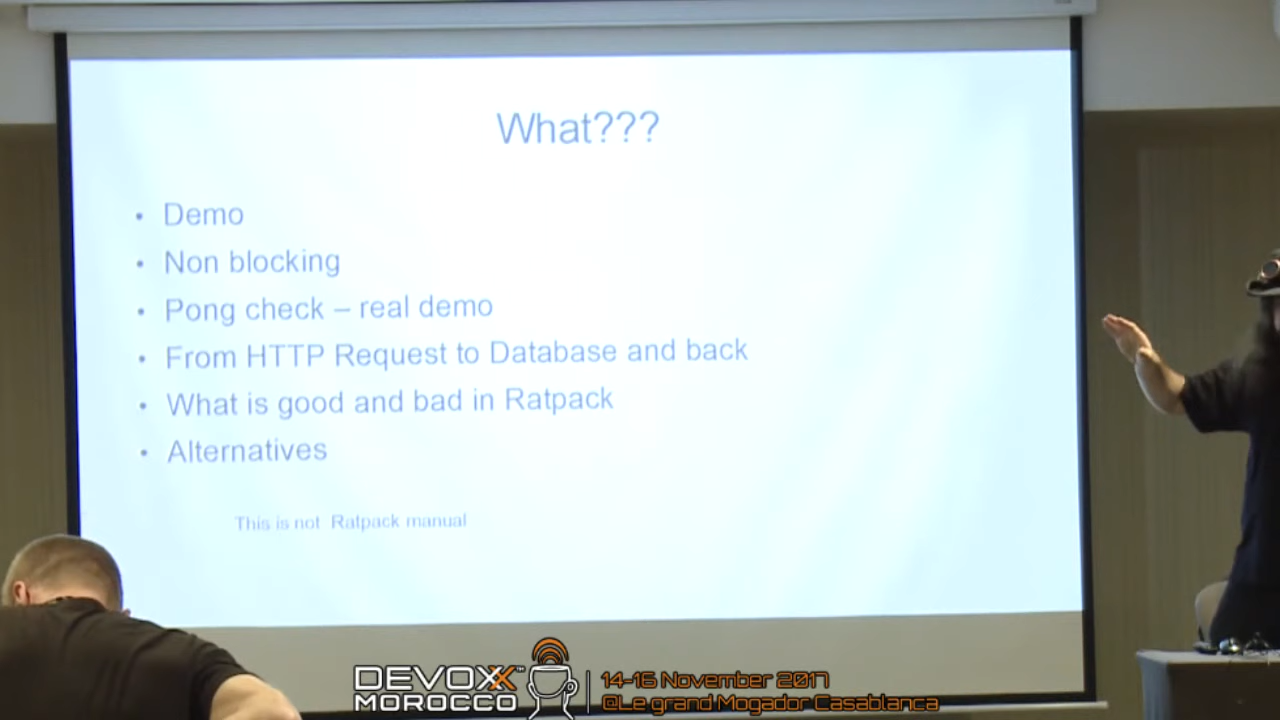 What???
• Demo
• Non blocking
• Pong check – real demo
• From HTTP Request to Database and back
• What is good and bad in Ratpack
• Alternatives
This is not Ratpack manual
DEVOXX™
MOROCCO
14-16 November 2017
@Le grand Mogador Casablanca